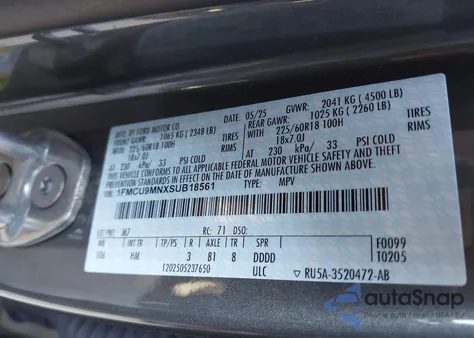 MFD. BY FORD MOTOR CO.
05/25 GVWR: 2041 KG ( 4500 LB)
FRONT GAWR: 1065 KG ( 2348 LB)
REAR GAWR: 1025 KG ( 2260 LB)
225/60R18 100H WITH TIRES
WITH 225/60R18 100H TIRES
18x7.0J RIMS
18x7.0J RIMS
AT 230 kPa/ 33 PSI COLD
AT 230 kPa/ 33 PSI COLD
THIS VEHICLE CONFORMS TO ALL APPLICABLE FEDERAL MOTOR VEHICLE SAFETY
AND THEFT PREVENTION STANDARDS IN EFFECT ON THE
DATE OF MANUFACTURE SHOWN ABOVE.
VIN: 1FMCU9MNXSUB18561
TYPE: MPV
EXT PNT: M7 RC: 71 DSO: F0099
WB INT TR TP/PS R AXLE TR SPR T0205
106 HM 3 81 8 DDDD
1202505237650 ULC RU5A-3520472-AB
autoSnap